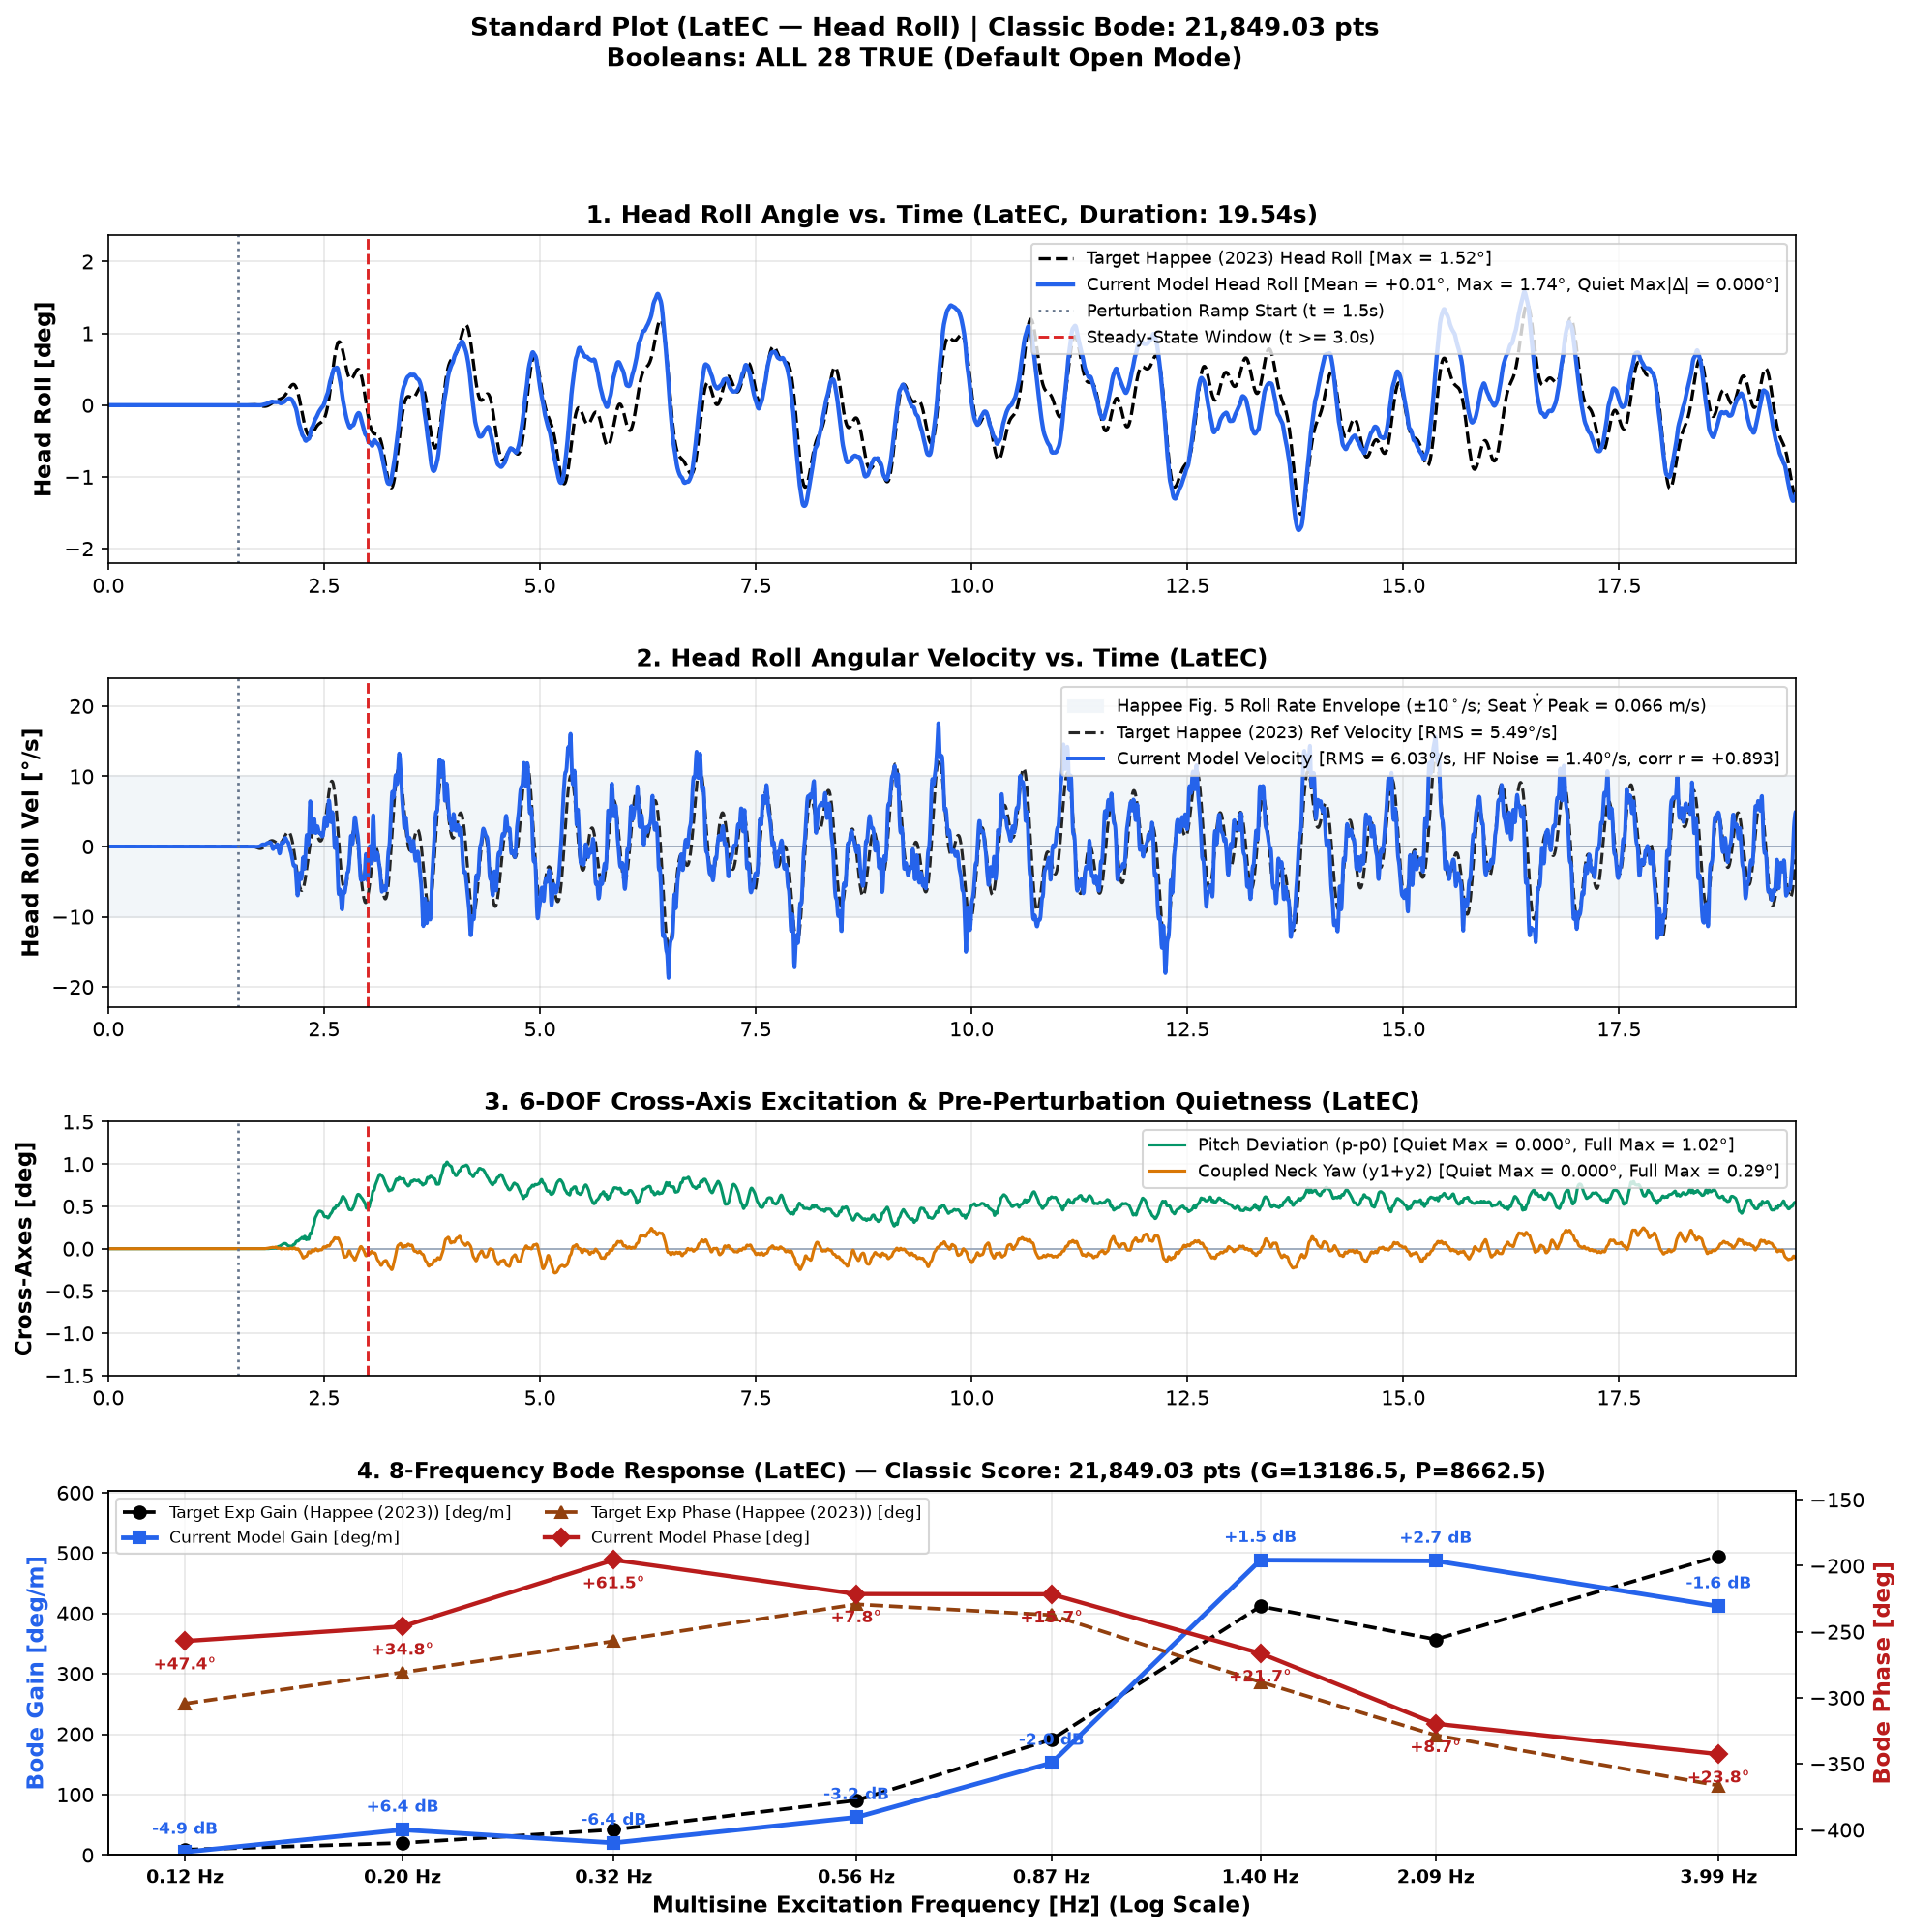 Standard Plot (LatEC — Head Roll) | Classic Bode: 21,849.03 pts
Booleans: ALL 28 TRUE (Default Open Mode)
1. Head Roll Angle vs. Time (LatEC, Duration: 19.54s)
Head Roll [deg]
2
1
0
−1
−2
Target Happee (2023) Head Roll [Max = 1.52°]
Current Model Head Roll [Mean = +0.01°, Max = 1.74°, Quiet Max|Δ| = 0.000°]
Perturbation Ramp Start (t = 1.5s)
Steady-State Window (t >= 3.0s)
0.0 2.5 5.0 7.5 10.0 12.5 15.0 17.5
2. Head Roll Angular Velocity vs. Time (LatEC)
Head Roll Vel [°/s]
20
10
0
−10
−20
Happee Fig. 5 Roll Rate Envelope (±10°/s; Seat Ẏ Peak = 0.066 m/s)
Target Happee (2023) Ref Velocity [RMS = 5.49°/s]
Current Model Velocity [RMS = 6.03°/s, HF Noise = 1.40°/s, corr r = +0.893]
0.0 2.5 5.0 7.5 10.0 12.5 15.0 17.5
3. 6-DOF Cross-Axis Excitation & Pre-Perturbation Quietness (LatEC)
Cross-Axes [deg]
1.5
1.0
0.5
0.0
−0.5
−1.0
−1.5
Pitch Deviation (p-p0) [Quiet Max = 0.000°, Full Max = 1.02°]
Coupled Neck Yaw (y1+y2) [Quiet Max = 0.000°, Full Max = 0.29°]
0.0 2.5 5.0 7.5 10.0 12.5 15.0 17.5
4. 8-Frequency Bode Response (LatEC) — Classic Score: 21,849.03 pts (G=13186.5, P=8662.5)
Bode Gain [deg/m]
600
500
400
300
200
100
0
Target Exp Gain (Happee (2023)) [deg/m]
Current Model Gain [deg/m]
Target Exp Phase (Happee (2023)) [deg]
Current Model Phase [deg]
+47.4°
+34.8°
+61.5°
+7.8°
+21.7°
+8.7°
+23.8°
-4.9 dB
+6.4 dB
-6.4 dB
-3.2 dB
+1.5 dB
+2.7 dB
-1.6 dB
−150
−200
−250
−300
−350
−400
Bode Phase [deg]
0.12 Hz 0.20 Hz 0.32 Hz 0.56 Hz 0.87 Hz 1.40 Hz 2.09 Hz 3.99 Hz
Multisine Excitation Frequency [Hz] (Log Scale)